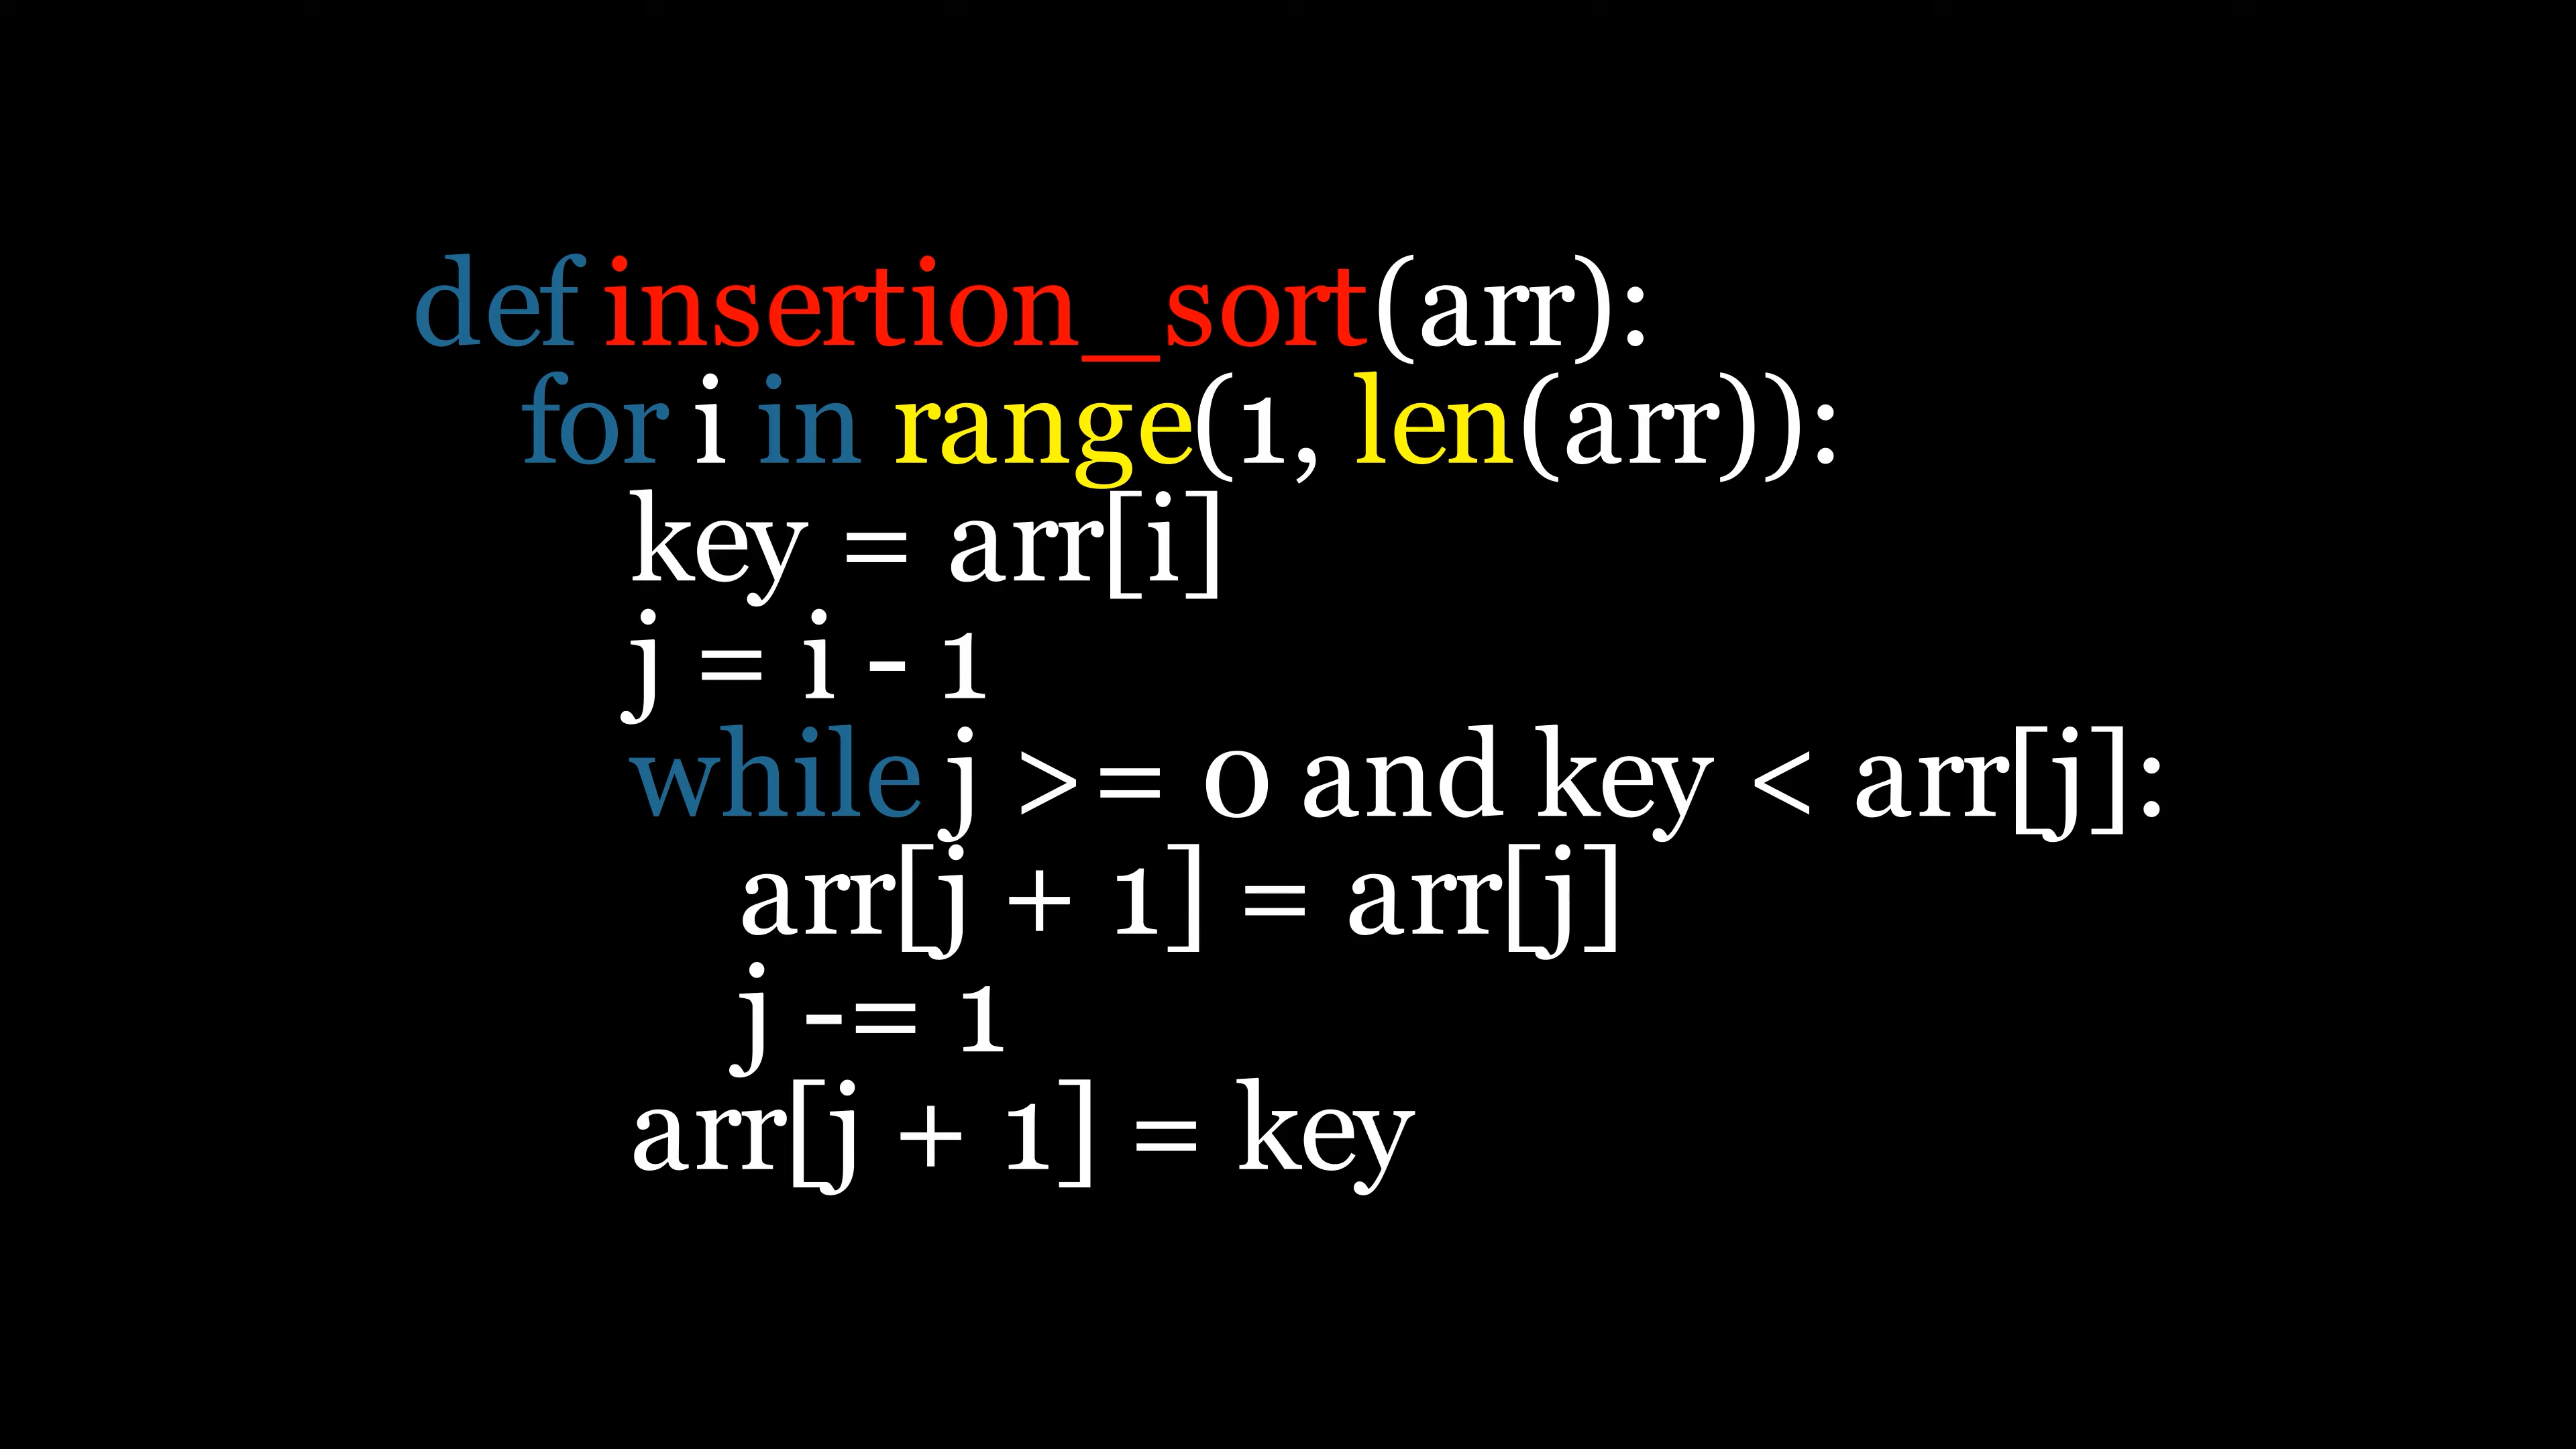 def insertion_sort(arr):
    for i in range(1, len(arr)):
        key = arr[i]
        j = i - 1
        while j >= 0 and key < arr[j]:
            arr[j + 1] = arr[j]
            j -= 1
        arr[j + 1] = key